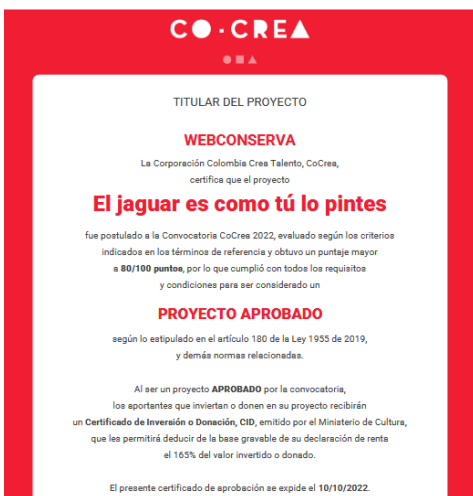 CO·CREA
TITULAR DEL PROYECTO
WEBCONSERVA
La Corporación Colombia Crea Talento, CoCrea,
certifica que el proyecto
El jaguar es como tú lo pintes
fue postulado a la Convocatoria CoCrea 2022, evaluado según los criterios
indicados en los términos de referencia y obtuvo un puntaje mayor
a 80/100 puntos, por lo que cumplió con todos los requisitos
y condiciones para ser considerado un
PROYECTO APROBADO
según lo estipulado en el artículo 180 de la Ley 1955 de 2019,
y demás normas relacionadas.
Al ser un proyecto APROBADO por la convocatoria,
los aportantes que inviertan o donen en su proyecto recibirán
un Certificado de Inversión o Donación, CID, emitido por el Ministerio de Cultura,
que les permitirá deducir de la base gravable de su declaración de renta
el 165% del valor invertido o donado.
El presente certificado de aprobación se expide el 10/10/2022.